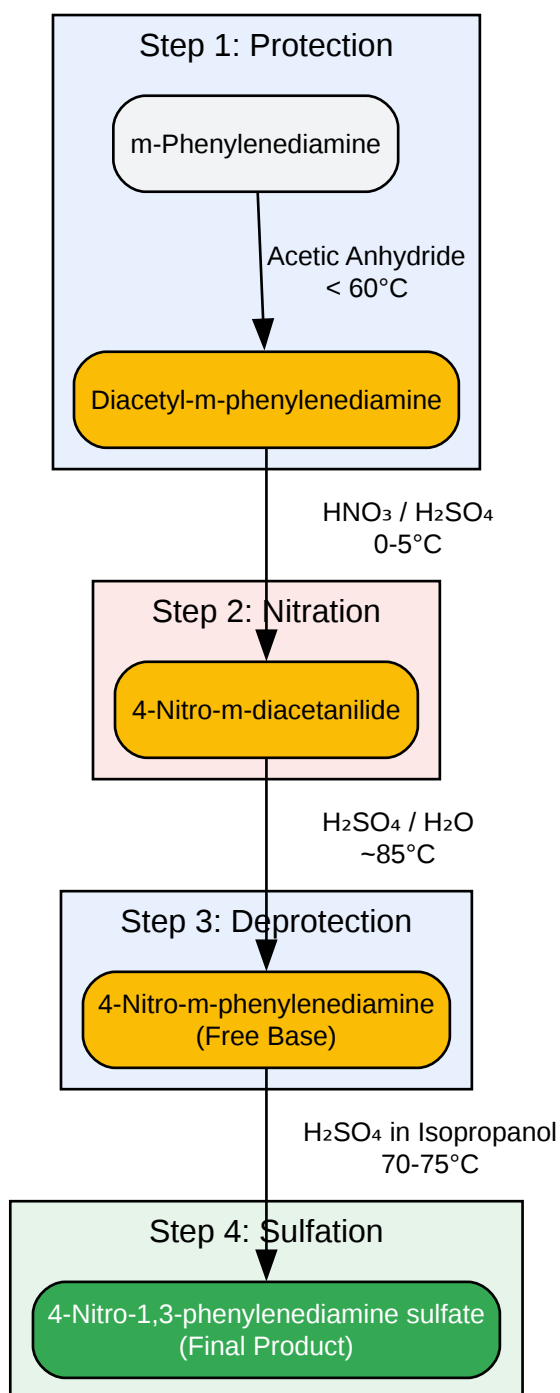 Step 1: Protection
m-Phenylenediamine
Acetic Anhydride
< 60°C
Diacetyl-m-phenylenediamine
HNO₃ / H₂SO₄
0-5°C
Step 2: Nitration
4-Nitro-m-diacetanilide
H₂SO₄ / H₂O
~85°C
Step 3: Deprotection
4-Nitro-m-phenylenediamine
(Free Base)
H₂SO₄ in Isopropanol
70-75°C
Step 4: Sulfation
4-Nitro-1,3-phenylenediamine sulfate
(Final Product)